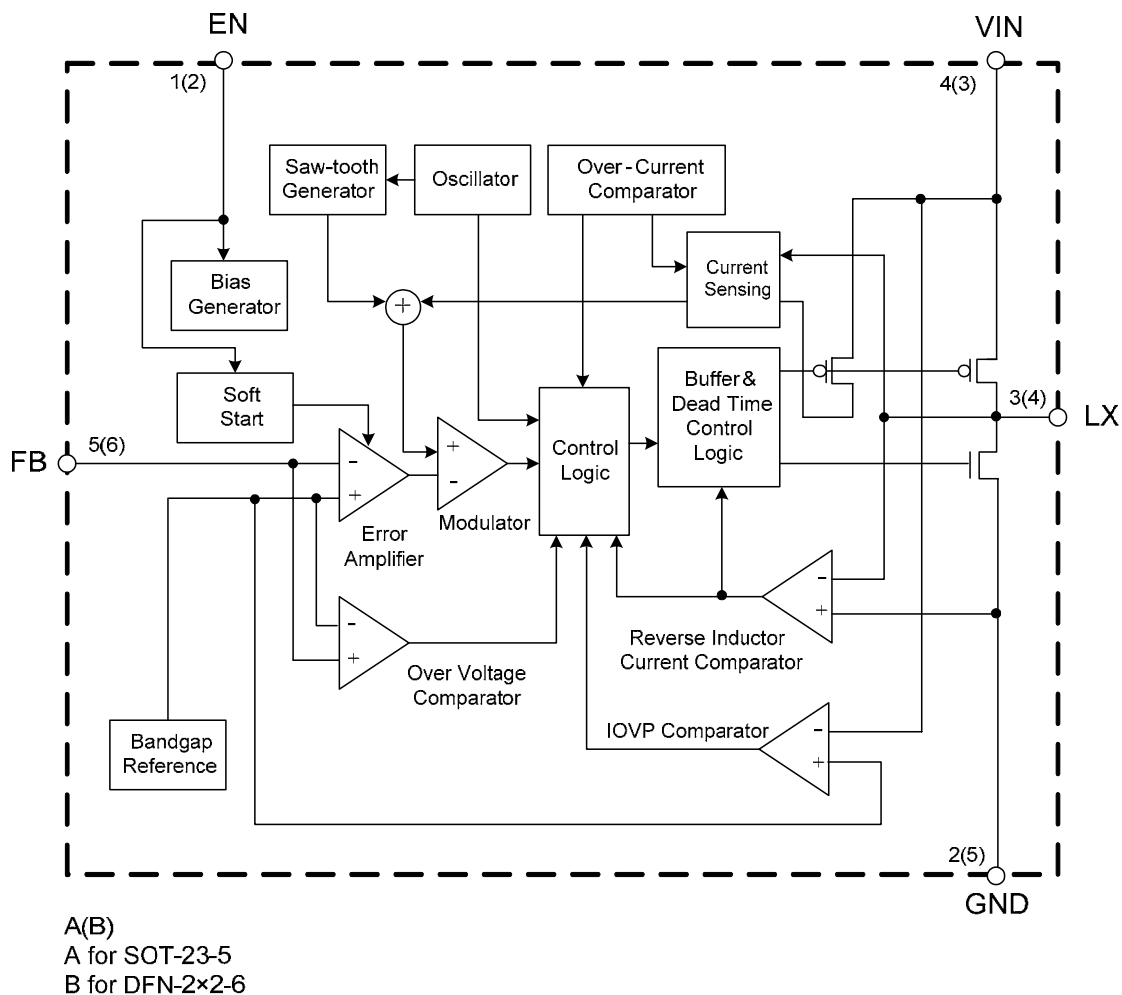 EN
VIN
1(2)
4(3)
Saw-tooth
Generator
Oscillator
Over-Current
Comparator
Current
Sensing
Bias
Generator
+
Soft
Start
Buffer &
Dead Time
Control
Logic
3(4)
LX
FB
5(6)
-
+
Error
Amplifier
+
-
Modulator
Control
Logic
-
+
Over Voltage
Comparator
-
+
Reverse Inductor
Current Comparator
IOVP Comparator
-
+
Bandgap
Reference
2(5)
GND
A(B)
A for SOT-23-5
B for DFN-2×2-6